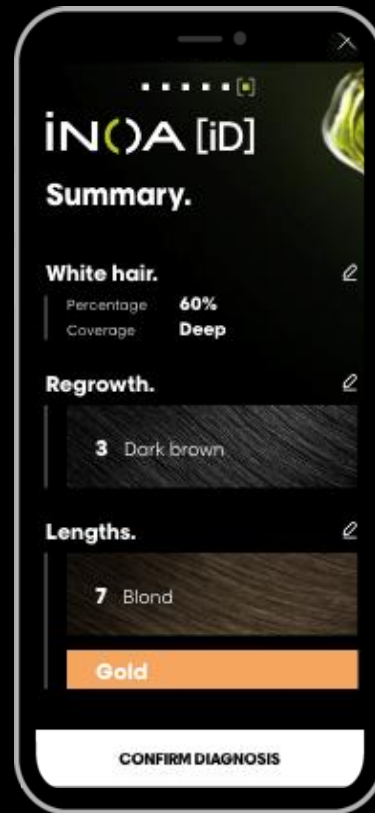 iNOA [iD]
Summary.
White hair.
Percentage 60%
Coverage Deep
Regrowth.
3 Dark brown
Lengths.
7 Blond
Gold
CONFIRM DIAGNOSIS